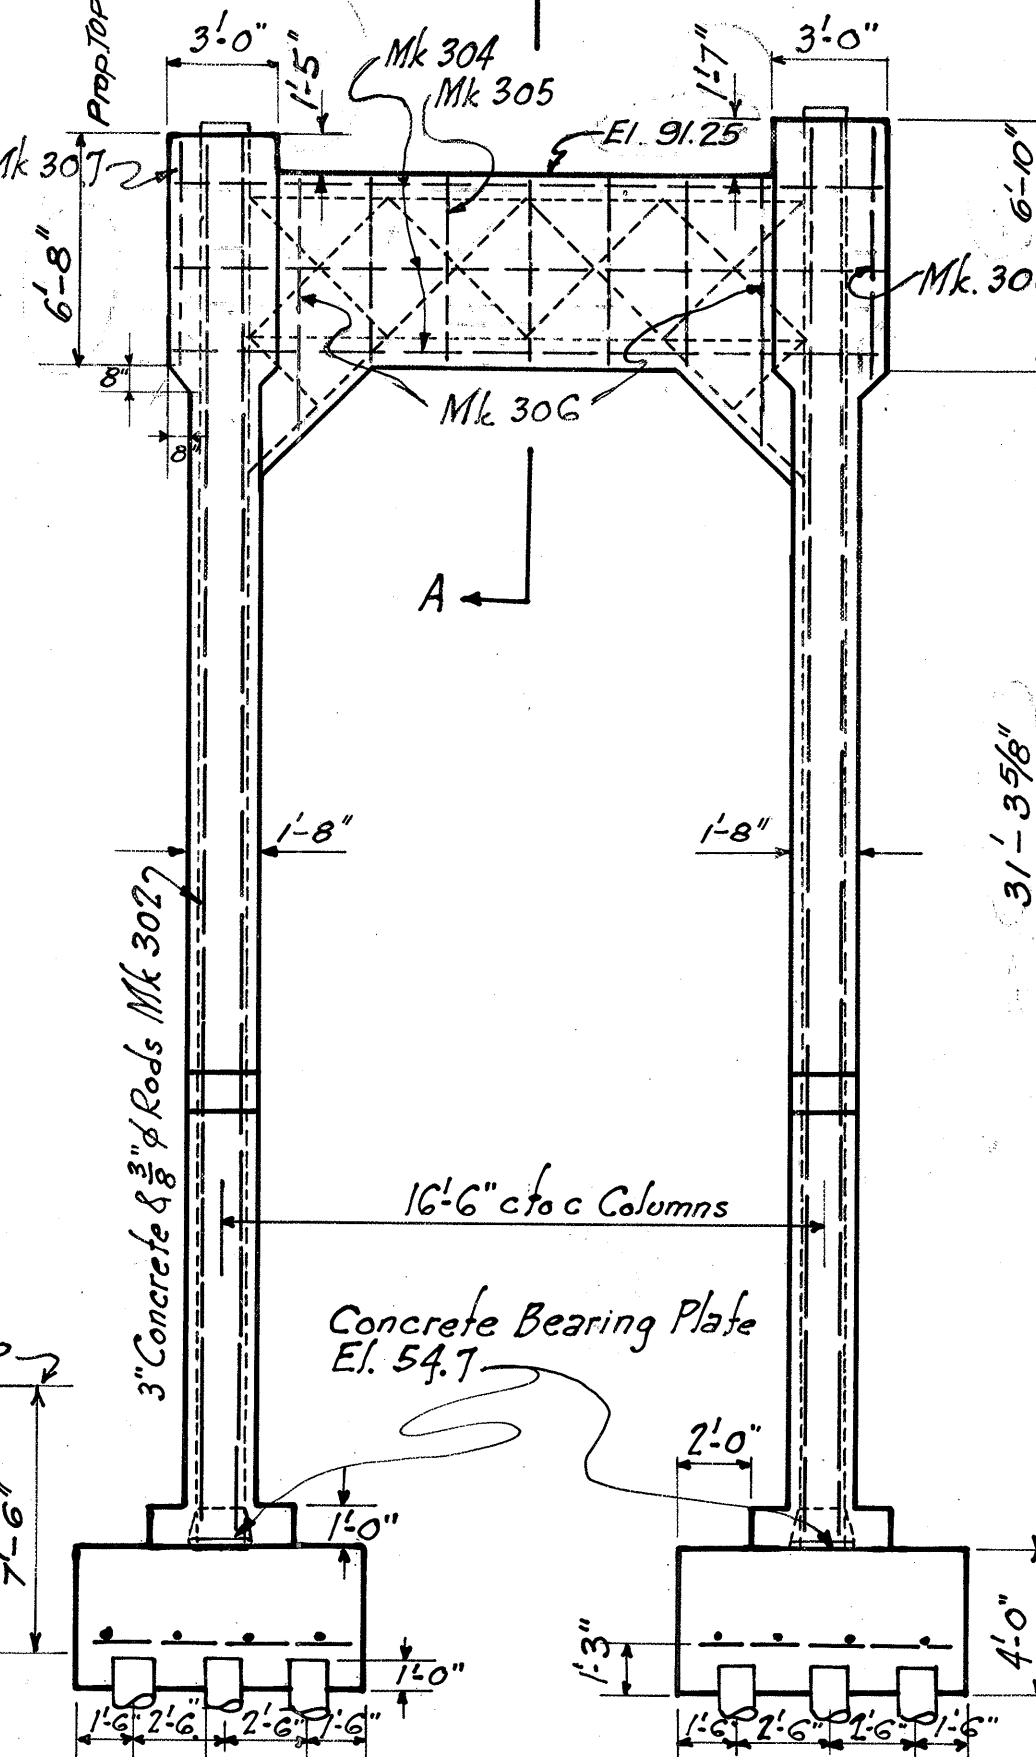 Prop. Top
3'-0"
1'-5"
Mk 304
Mk 305
1'-7"
3'-0"
El. 91.25
Mk 307
6'-8"
6'-10"
Mk. 30
8"
8"
Mk 306
A
1'-8"
1'-8"
31'-3 5/8"
3" Concrete & 3/8" φ Rods Mk 302
16'-6" c to c Columns
Concrete Bearing Plate
El. 54.7
2'-0"
1'-0"
7'-6"
4'-0"
1'-3"
1'-0"
1'-6" 2'-6" 2'-6" 1'-6"
1'-6" 2'-6" 2'-6" 1'-6"